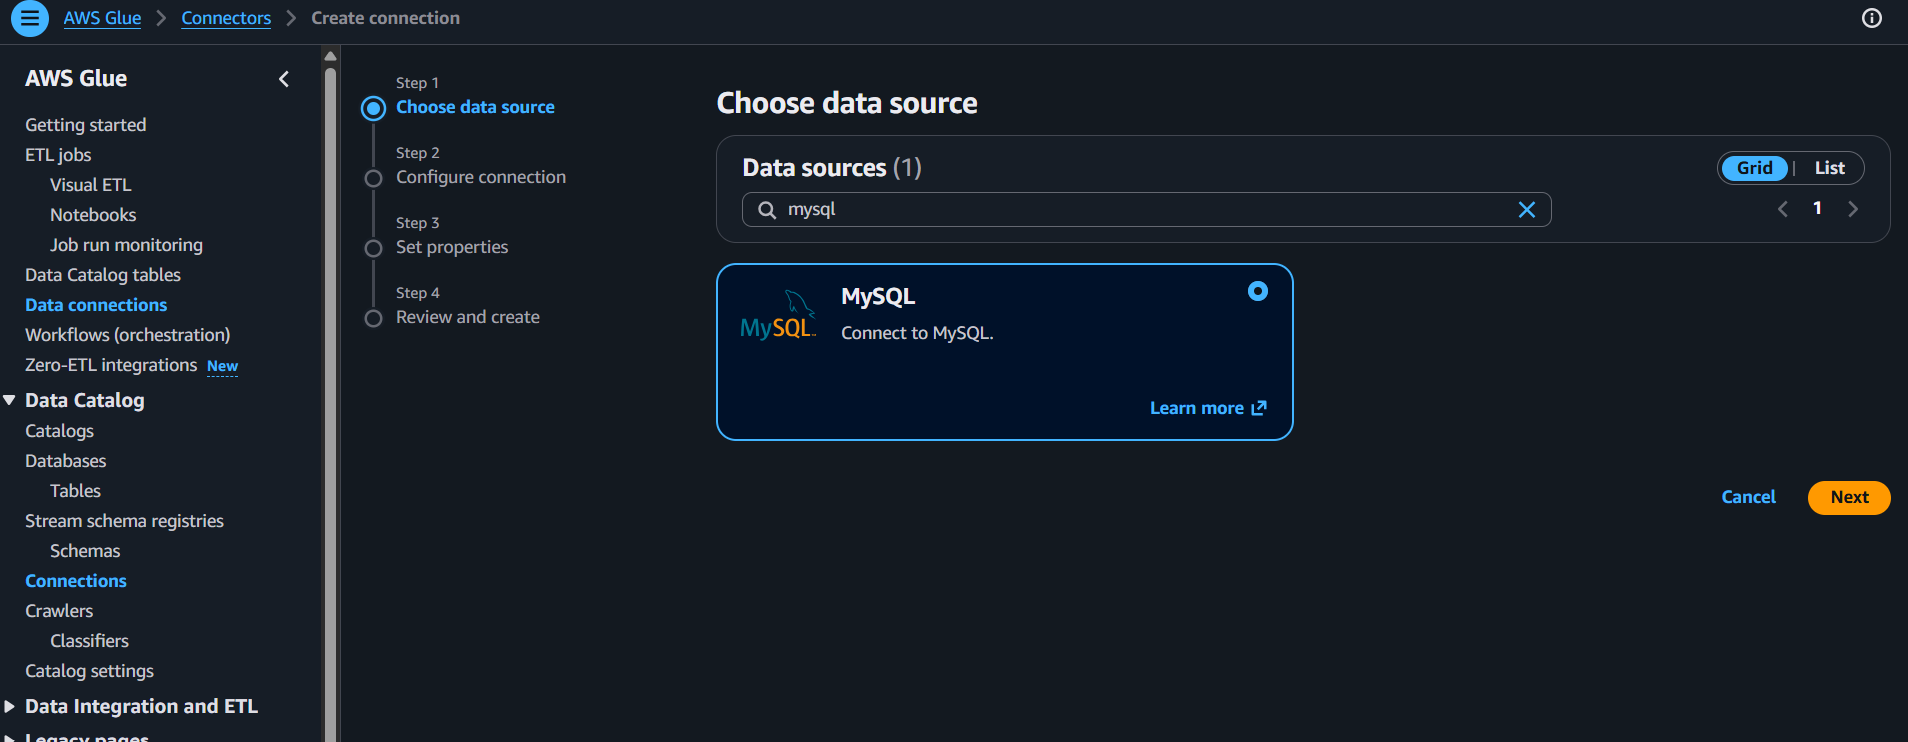 AWS Glue > Connectors > Create connection
AWS Glue
Getting started
ETL jobs
Visual ETL
Notebooks
Job run monitoring
Data Catalog tables
Data connections
Workflows (orchestration)
Zero-ETL integrations New
Data Catalog
Catalogs
Databases
Tables
Stream schema registries
Schemas
Connections
Crawlers
Classifiers
Catalog settings
Data Integration and ETL
Legacy pages
Step 1
Choose data source
Step 2
Configure connection
Step 3
Set properties
Step 4
Review and create
Choose data source
Data sources (1)
Grid | List
mysql
1
MySQL
MySQL
Connect to MySQL.
Learn more
Cancel
Next